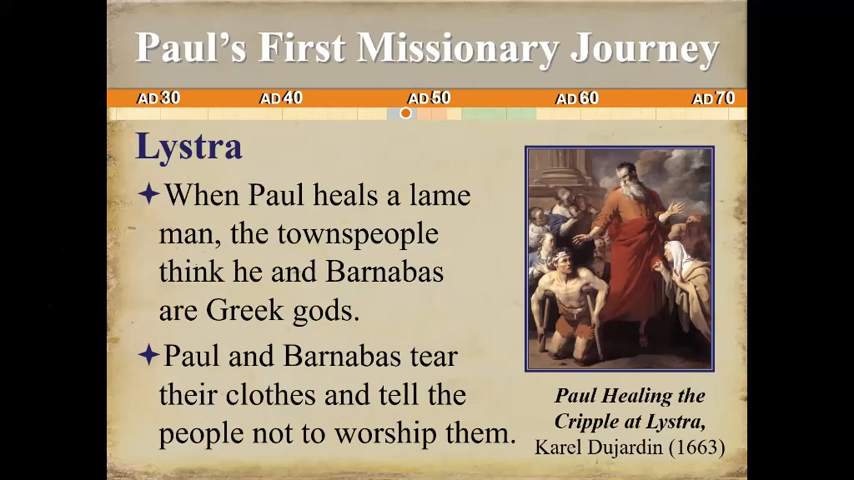 Paul's First Missionary Journey
AD 30 AD 40 AD 50 AD 60 AD 70
Lystra
When Paul heals a lame
man, the townspeople
think he and Barnabas
are Greek gods.
Paul and Barnabas tear
their clothes and tell the
people not to worship them.
Paul Healing the
Cripple at Lystra,
Karel Dujardin (1663)